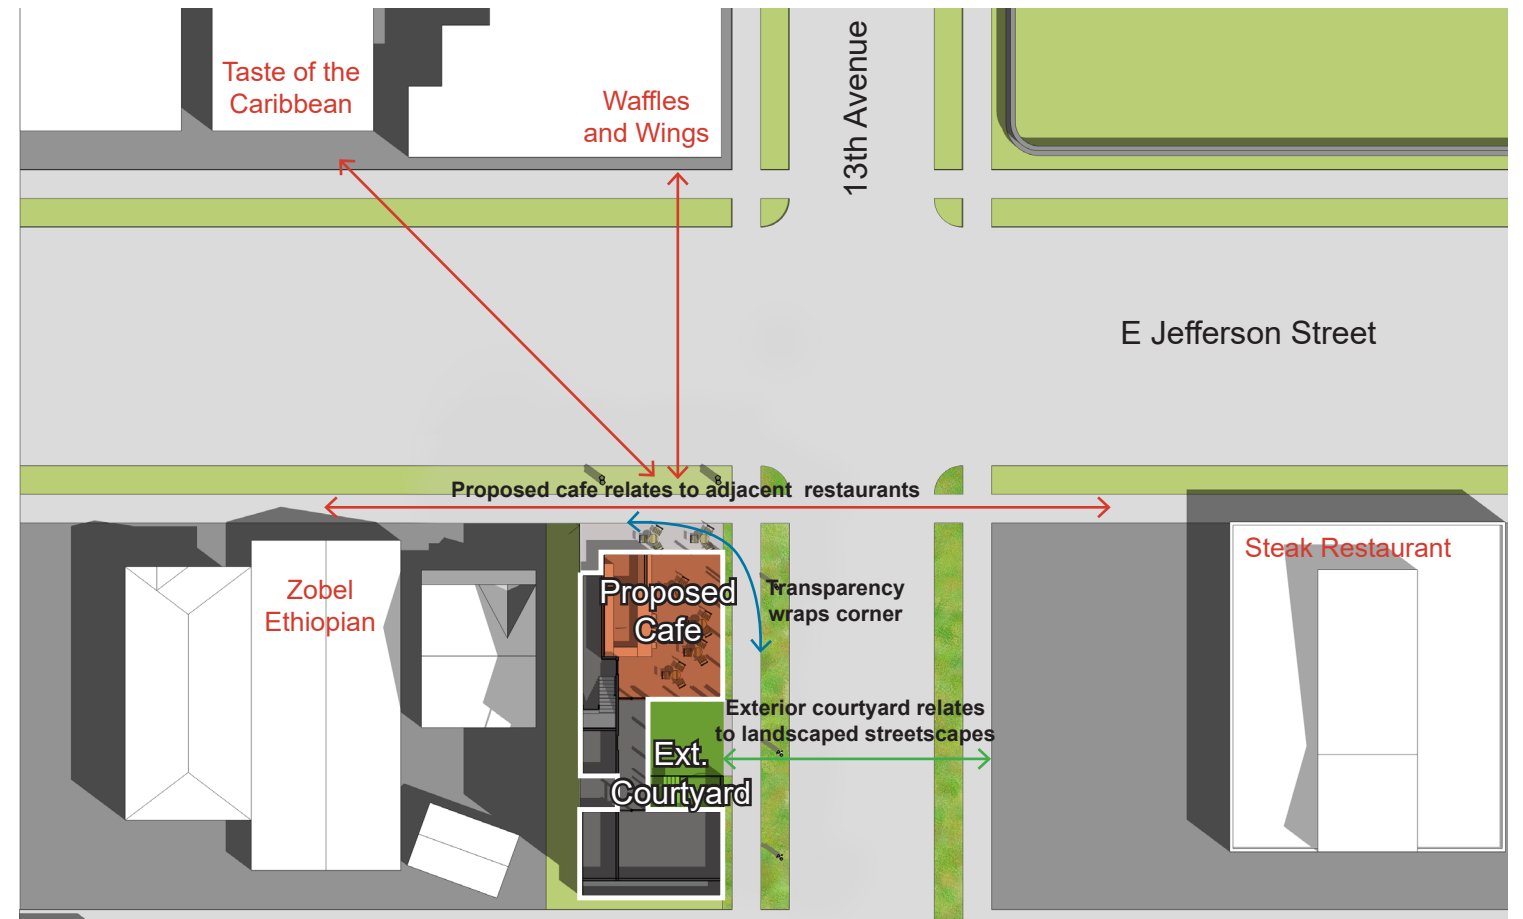 Taste of the
Caribbean
Waffles
and Wings
13th Avenue
E Jefferson Street
Proposed cafe relates to adjacent  restaurants
Zobel
Ethiopian
Proposed
Cafe
Transparency
wraps corner
Steak Restaurant
Exterior courtyard relates
to landscaped streetscapes
Ext.
Courtyard